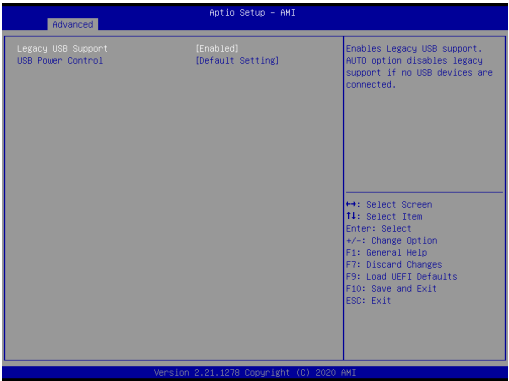 Aptio Setup – AMI
Advanced
Legacy USB Support [Enabled]
USB Power Control [Default Setting]
Enables Legacy USB support.
AUTO option disables legacy
support if no USB devices are
connected.
↔: Select Screen
↑↓: Select Item
Enter: Select
+/-: Change Option
F1: General Help
F7: Discard Changes
F9: Load UEFI Defaults
F10: Save and Exit
ESC: Exit
Version 2.21.1278 Copyright (C) 2020 AMI